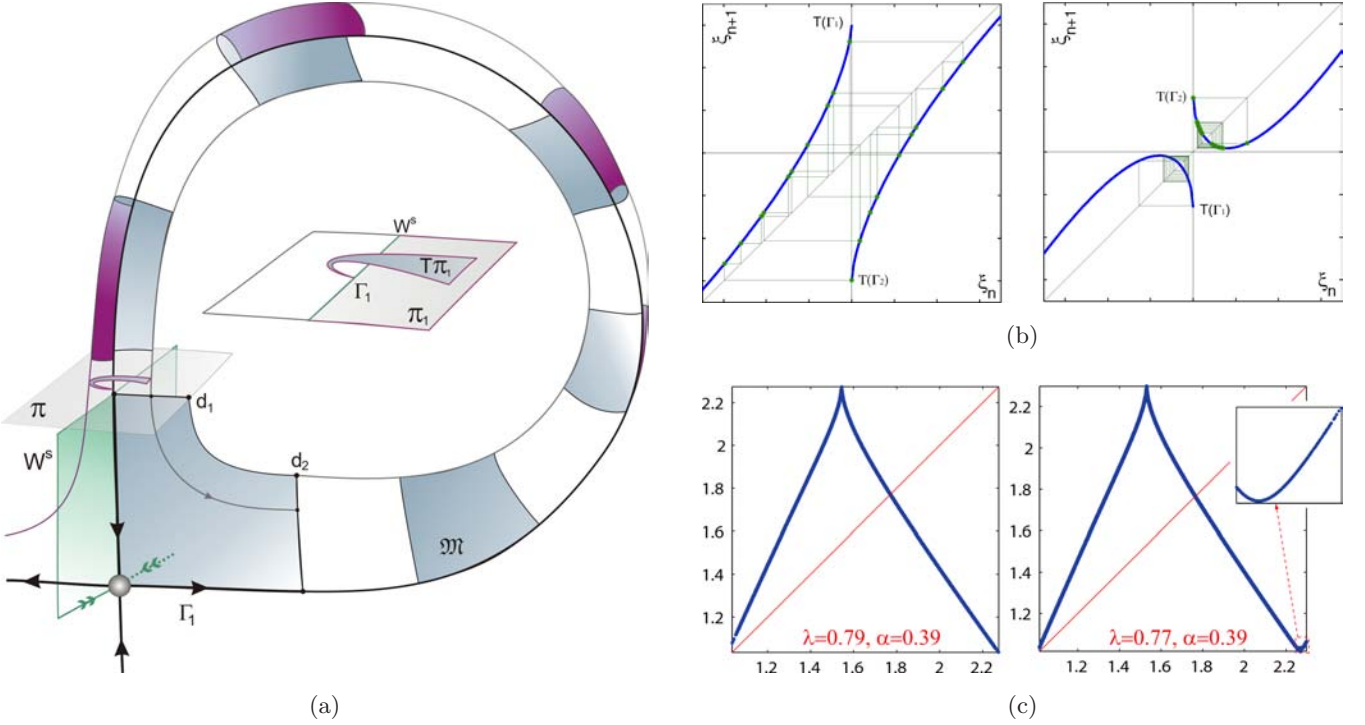 W^s
Tπ₁
Γ₁
π₁
π
d₁
W^s
d₂
𝔐
Γ₁
(a)
ξₙ₊₁
T(Γ₁)
T(Γ₂)
ξₙ
ξₙ₊₁
T(Γ₂)
T(Γ₁)
ξₙ
(b)
2.2
2
1.8
1.6
1.4
1.2
λ=0.79, α=0.39
1.2 1.4 1.6 1.8 2 2.2
2.2
2
1.8
1.6
1.4
1.2
λ=0.77, α=0.39
1.2 1.4 1.6 1.8 2 2.2
(c)